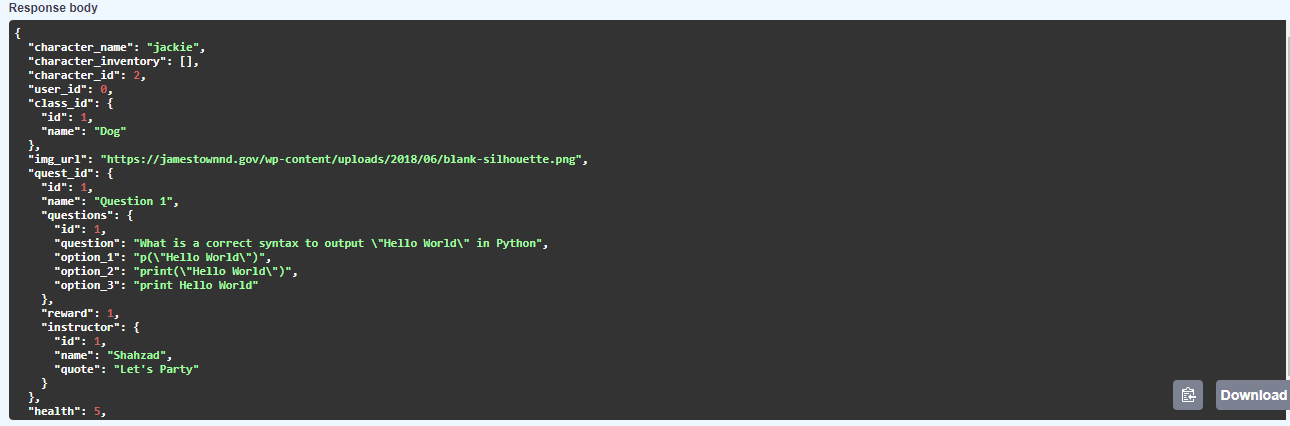 Response body
{
  "character_name": "jackie",
  "character_inventory": [],
  "character_id": 2,
  "user_id": 0,
  "class_id": {
    "id": 1,
    "name": "Dog"
  },
  "img_url": "https://jamestownnd.gov/wp-content/uploads/2018/06/blank-silhouette.png",
  "quest_id": {
    "id": 1,
    "name": "Question 1",
    "questions": {
      "id": 1,
      "question": "What is a correct syntax to output \"Hello World\" in Python",
      "option_1": "p(\"Hello World\")",
      "option_2": "print(\"Hello World\")",
      "option_3": "print Hello World"
    },
    "reward": 1,
    "instructor": {
      "id": 1,
      "name": "Shahzad",
      "quote": "Let's Party"
    }
  },
  "health": 5,
Download